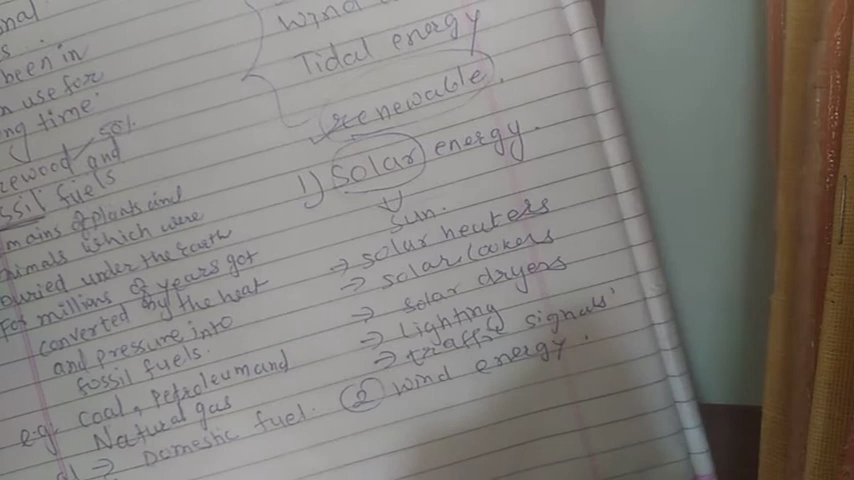 onal
s.
been in
n use for
ng time.
50%
rewood and
ssil fuels
mains of plants and
nimals which were
buried under the earth
For millions of years got
converted by the heat
and pressure into
fossil fuels.
e.g. coal, petroleum and
Natural gas
⇒ Domestic fuel.
wind
Tidal energy
renewable.
1) Solar energy.
Sun.
→ solar heaters
⇒ solar cookers
⇒ solar dryers
⇒ Lighting
⇒ traffic signals
② wind energy.